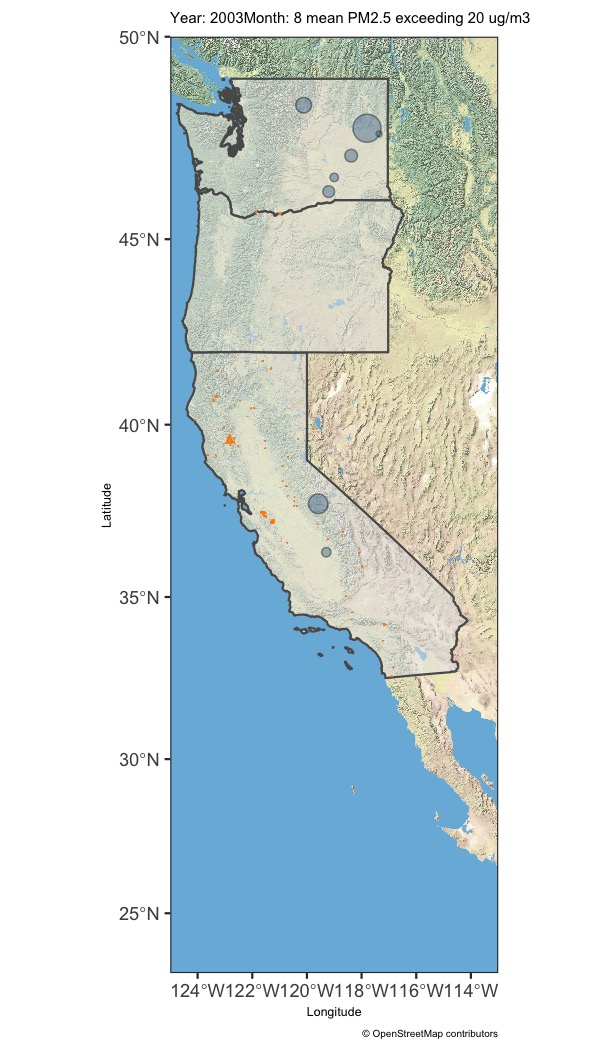 Year: 2003Month: 8 mean PM2.5 exceeding 20 ug/m3
50°N
45°N
40°N
35°N
30°N
25°N
Latitude
124°W122°W120°W118°W116°W114°W
Longitude
© OpenStreetMap contributors